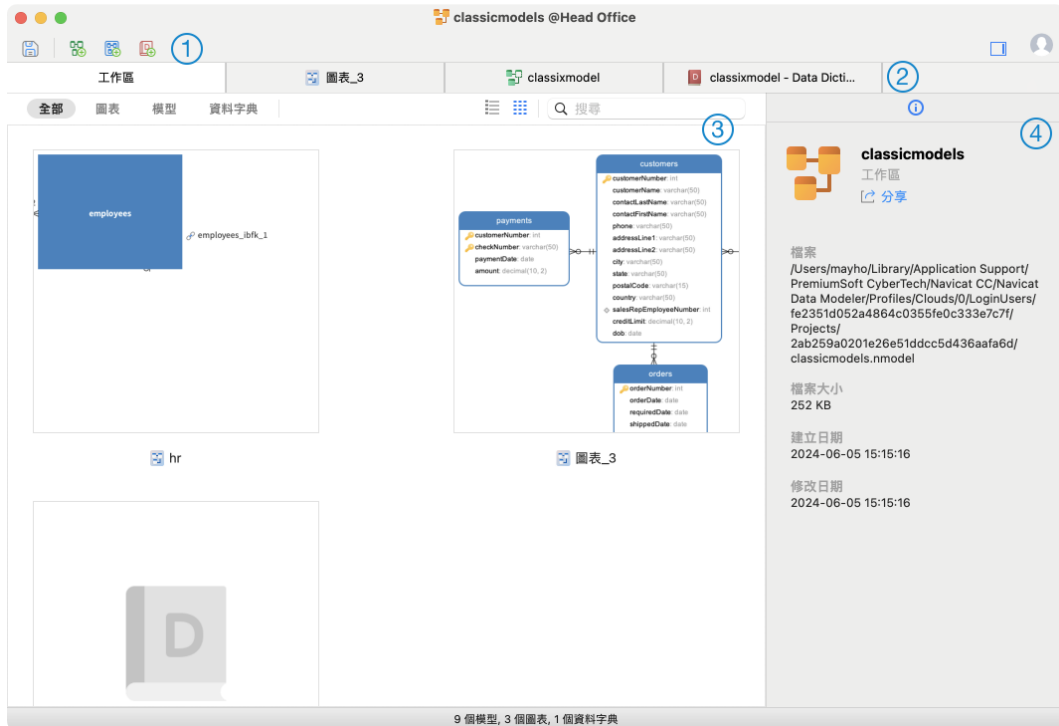 classicmodels @Head Office
1
工作區
圖表_3
classixmodel
classixmodel - Data Dicti...
2
全部
圖表
模型
資料字典
搜尋
3
4
employees
employees_ibfk_1
hr
payments
customerNumber: int
checkNumber: varchar(50)
paymentDate: date
amount: decimal(10, 2)
customers
customerNumber: int
customerName: varchar(50)
contactLastName: varchar(50)
contactFirstName: varchar(50)
phone: varchar(50)
addressLine1: varchar(50)
addressLine2: varchar(50)
city: varchar(50)
state: varchar(50)
postalCode: varchar(15)
country: varchar(50)
salesRepEmployeeNumber: int
creditLimit: decimal(10, 2)
dob: date
orders
orderNumber: int
orderDate: date
requiredDate: date
shippedDate: date
圖表_3
D
classicmodels
工作區
分享
檔案
/Users/mayho/Library/Application Support/
PremiumSoft CyberTech/Navicat CC/Navicat
Data Modeler/Profiles/Clouds/0/LoginUsers/
fe2351d052a4864c0355fe0c333e7c7f/
Projects/
2ab259a0201e26e51ddcc5d436aafa6d/
classicmodels.nmodel
檔案大小
252 KB
建立日期
2024-06-05 15:15:16
修改日期
2024-06-05 15:15:16
9 個模型, 3 個圖表, 1 個資料字典